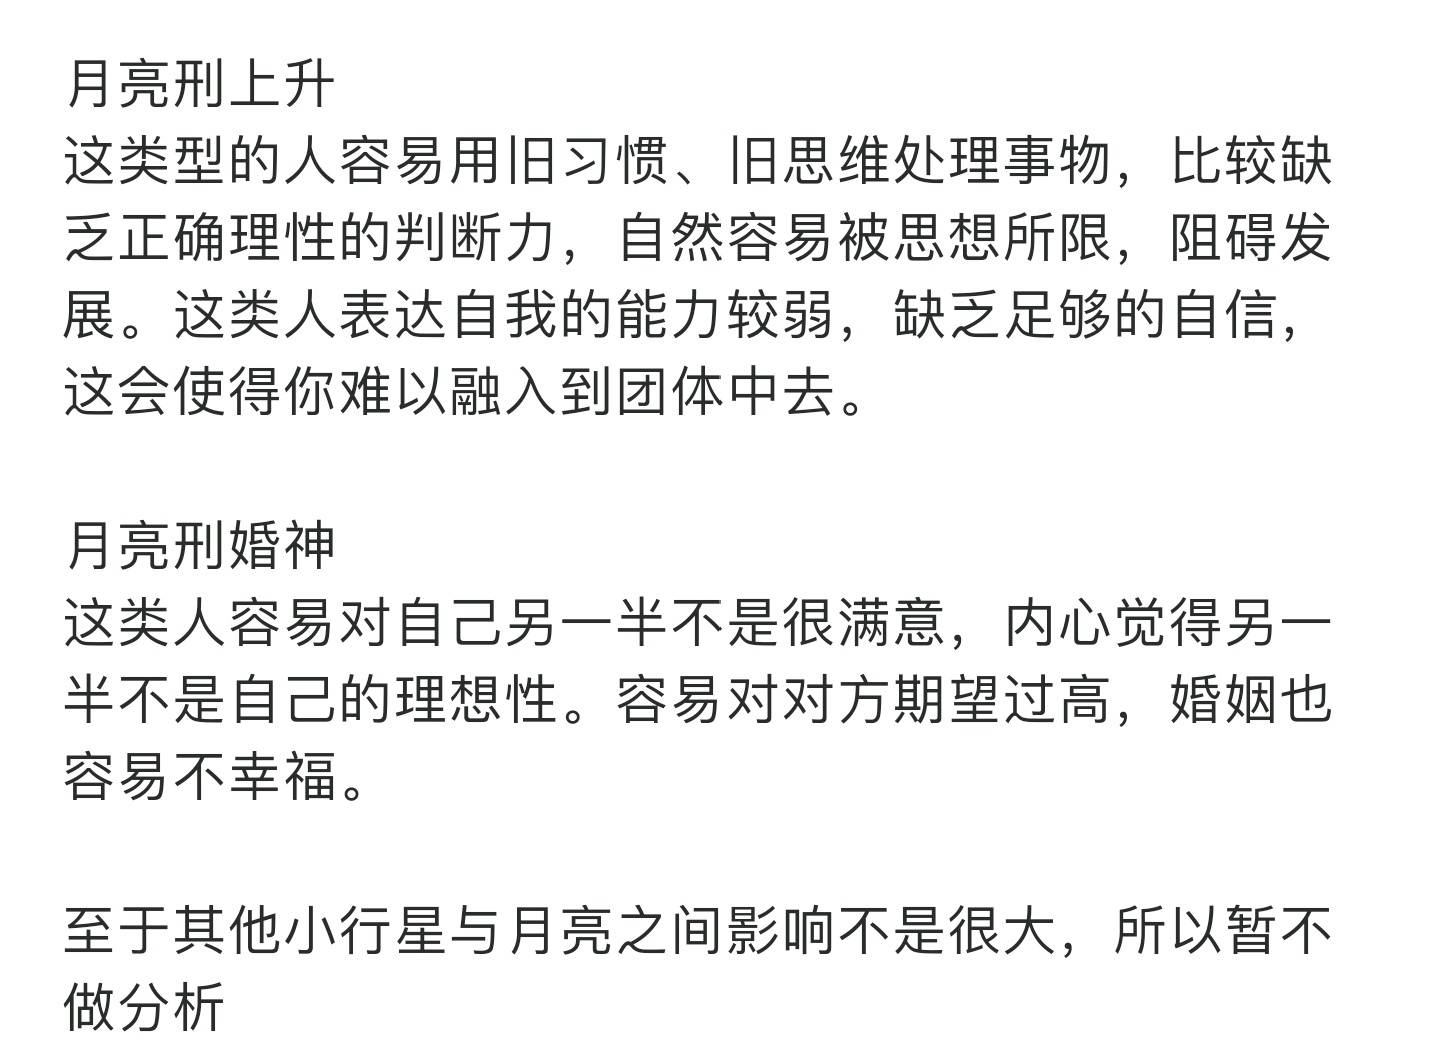 月亮刑上升
这类型的人容易用旧习惯、旧思维处理事物，比较缺
乏正确理性的判断力，自然容易被思想所限，阻碍发
展。这类人表达自我的能力较弱，缺乏足够的自信，
这会使得你难以融入到团体中去。
月亮刑婚神
这类人容易对自己另一半不是很满意，内心觉得另一
半不是自己的理想性。容易对对方期望过高，婚姻也
容易不幸福。
至于其他小行星与月亮之间影响不是很大，所以暂不
做分析